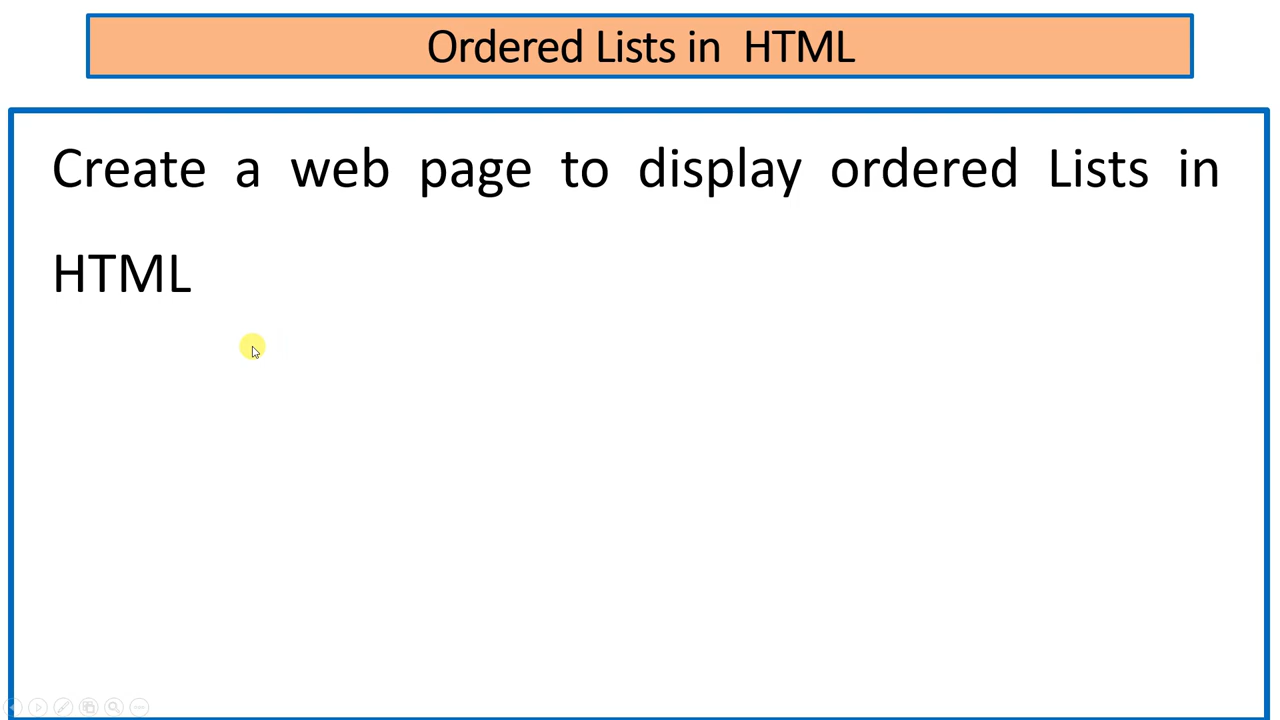 Ordered Lists in HTML
Create a web page to display ordered Lists in
HTML